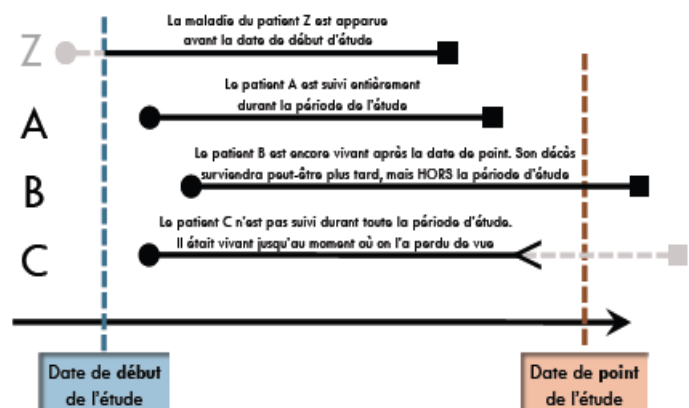 La maladie du patient Z est apparue
avant la date de début d'étude
Z
Le patient A est suivi entièrement
durant la période de l'étude
A
Le patient B est encore vivant après la date de point. Son décès
surviendra peut-être plus tard, mais HORS la période d'étude
B
Le patient C n'est pas suivi durant toute la période d'étude.
Il était vivant jusqu'au moment où on l'a perdu de vue
C
Date de début
de l'étude
Date de point
de l'étude